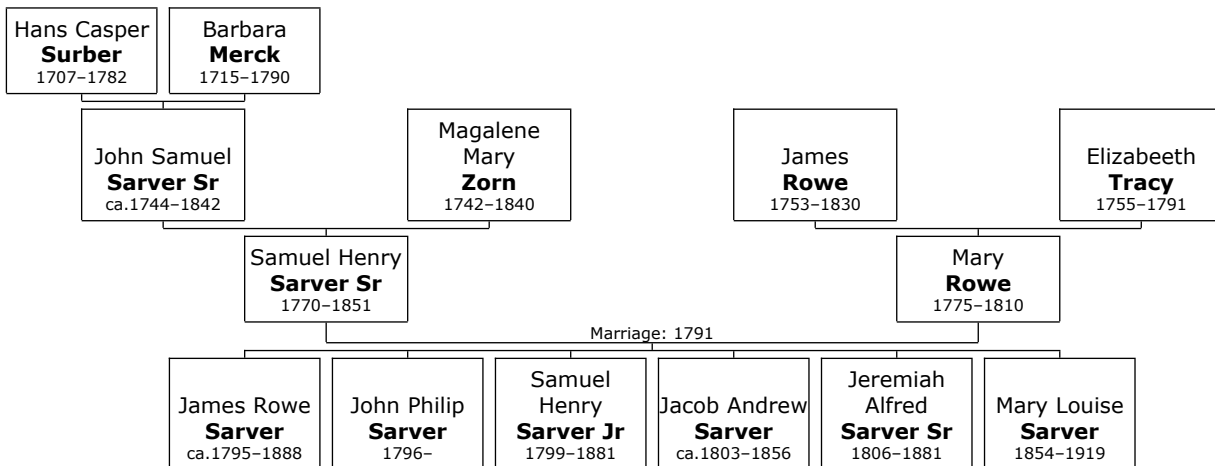 Hans Casper
Surber
1707–1782
Barbara
Merck
1715–1790
John Samuel
Sarver Sr
ca.1744–1842
Magalene
Mary
Zorn
1742–1840
James
Rowe
1753–1830
Elizabeeth
Tracy
1755–1791
Samuel Henry
Sarver Sr
1770–1851
Mary
Rowe
1775–1810
Marriage: 1791
James Rowe
Sarver
ca.1795–1888
John Philip
Sarver
1796–
Samuel
Henry
Sarver Jr
1799–1881
Jacob Andrew
Sarver
ca.1803–1856
Jeremiah
Alfred
Sarver Sr
1806–1881
Mary Louise
Sarver
1854–1919